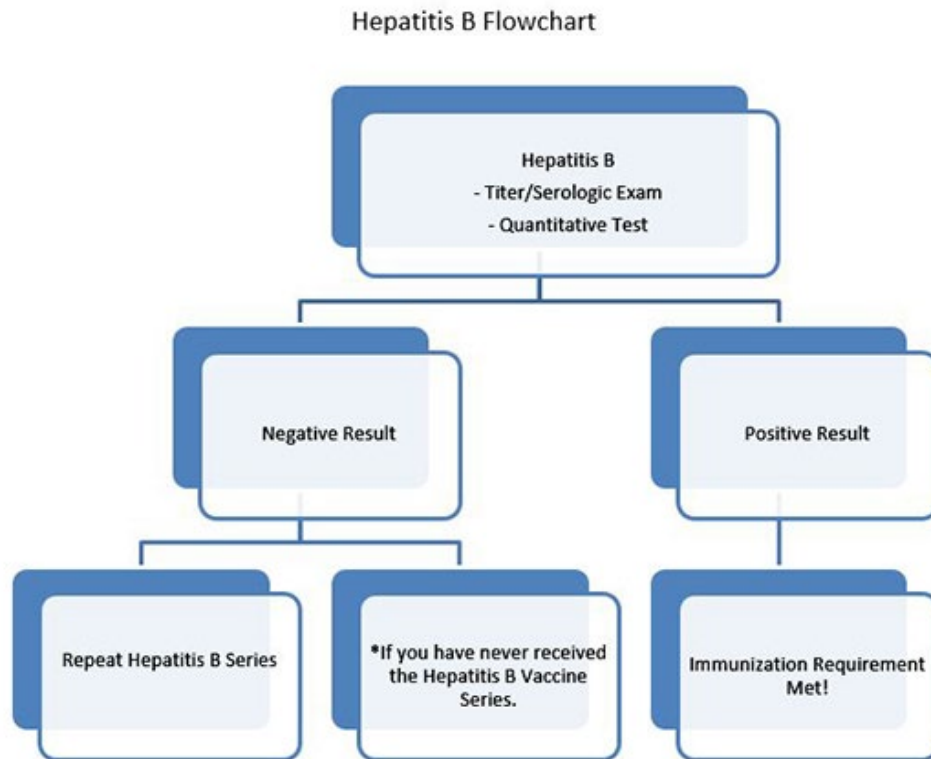 Hepatitis B Flowchart
Hepatitis B
- Titer/Serologic Exam
- Quantitative Test
Negative Result
Positive Result
Repeat Hepatitis B Series
*If you have never received
the Hepatitis B Vaccine
Series.
Immunization Requirement
Met!